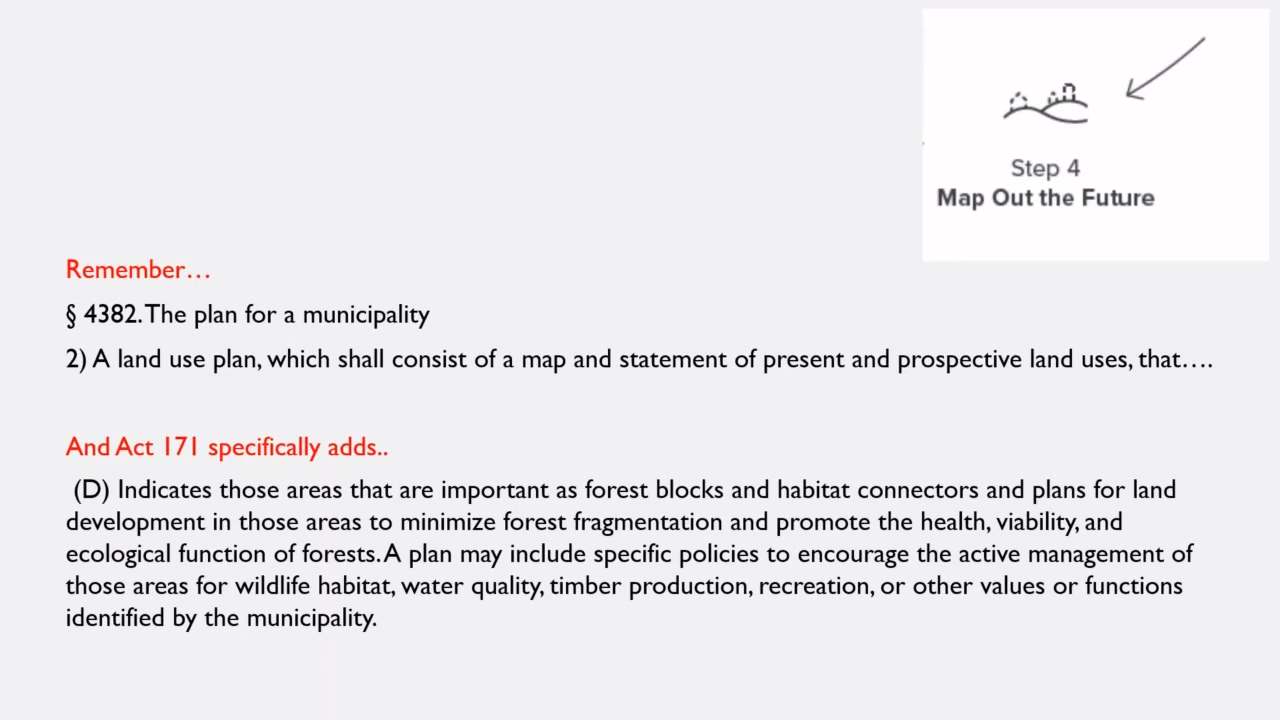 Step 4
Map Out the Future
Remember…
§ 4382. The plan for a municipality
2) A land use plan, which shall consist of a map and statement of present and prospective land uses, that….
And Act 171 specifically adds..
(D) Indicates those areas that are important as forest blocks and habitat connectors and plans for land
development in those areas to minimize forest fragmentation and promote the health, viability, and
ecological function of forests. A plan may include specific policies to encourage the active management of
those areas for wildlife habitat, water quality, timber production, recreation, or other values or functions
identified by the municipality.